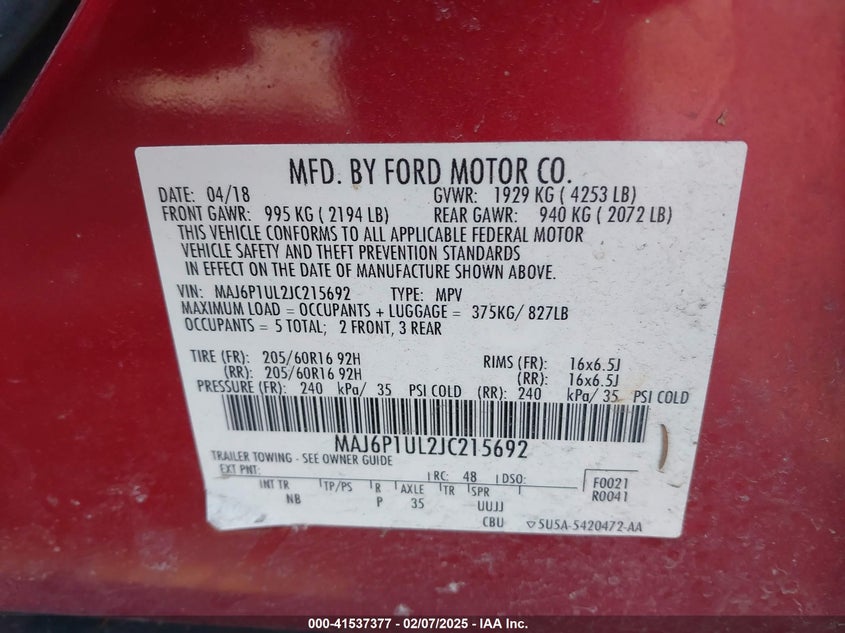 MFD. BY FORD MOTOR CO.
DATE: 04/18 GVWR: 1929 KG ( 4253 LB)
FRONT GAWR: 995 KG ( 2194 LB) REAR GAWR: 940 KG ( 2072 LB)
THIS VEHICLE CONFORMS TO ALL APPLICABLE FEDERAL MOTOR
VEHICLE SAFETY AND THEFT PREVENTION STANDARDS
IN EFFECT ON THE DATE OF MANUFACTURE SHOWN ABOVE.
VIN: MAJ6P1UL2JC215692 TYPE: MPV
MAXIMUM LOAD = OCCUPANTS + LUGGAGE = 375KG/ 827LB
OCCUPANTS = 5 TOTAL; 2 FRONT, 3 REAR
TIRE (FR): 205/60R16 92H RIMS (FR): 16x6.5J
(RR): 205/60R16 92H (RR): 16x6.5J
PRESSURE (FR): 240 kPa/ 35 PSI COLD (RR): 240 kPa/ 35 PSI COLD
MAJ6P1UL2JC215692
TRAILER TOWING - SEE OWNER GUIDE
EXT PNT: RC: 48 DSO: F0021
INT TR TP/PS R AXLE TR SPR R0041
NB P 35 UUJJ
CBU 5U5A-5420472-AA
000-41537377 - 02/07/2025 - IAA Inc.